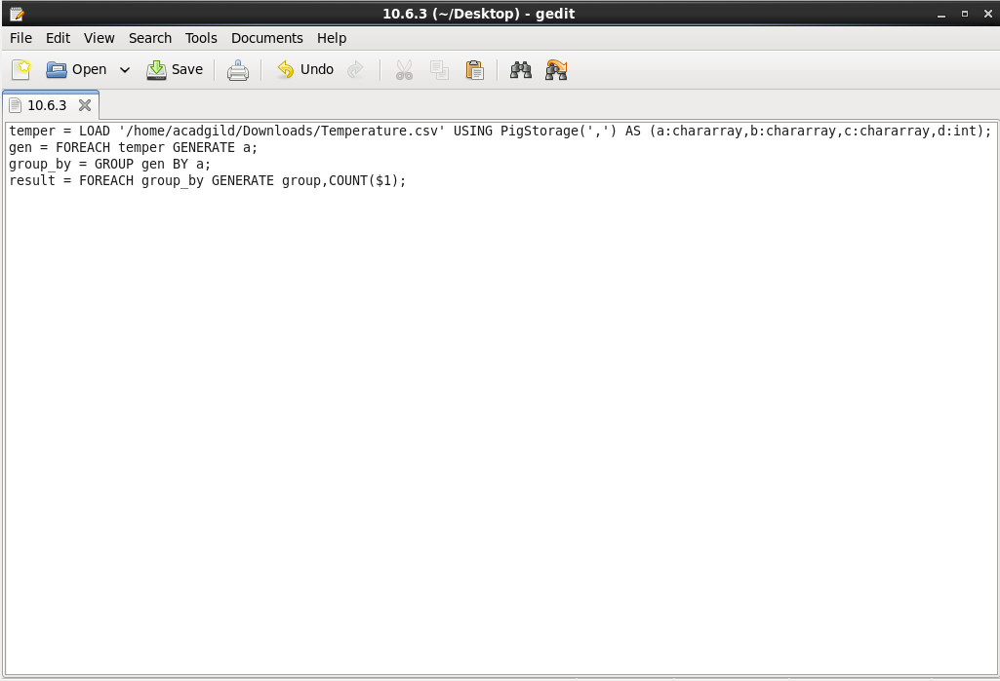 10.6.3 (~/Desktop) - gedit
File Edit View Search Tools Documents Help
Open Save Undo
10.6.3
temper = LOAD '/home/acadgild/Downloads/Temperature.csv' USING PigStorage(',') AS (a:chararray,b:chararray,c:chararray,d:int);
gen = FOREACH temper GENERATE a;
group_by = GROUP gen BY a;
result = FOREACH group_by GENERATE group,COUNT($1);